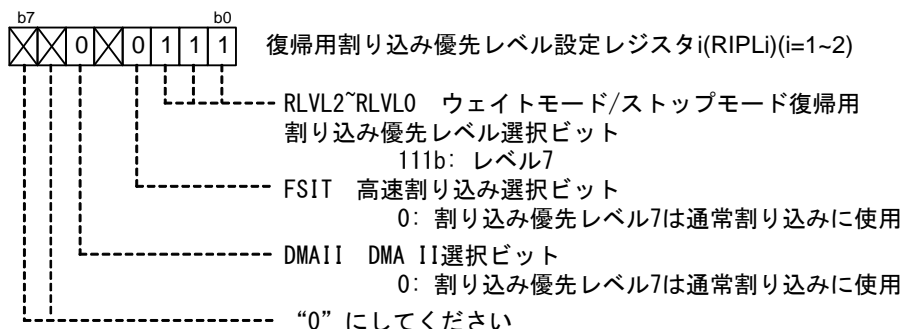 b7 b0
0 0 1 1 1 復帰用割り込み優先レベル設定レジスタi(RIPLi)(i=1~2)
RLVL2~RLVL0 ウェイトモード/ストップモード復帰用
割り込み優先レベル選択ビット
111b: レベル7
FSIT 高速割り込み選択ビット
0: 割り込み優先レベル7は通常割り込みに使用
DMAII DMA II選択ビット
0: 割り込み優先レベル7は通常割り込みに使用
“0”にしてください